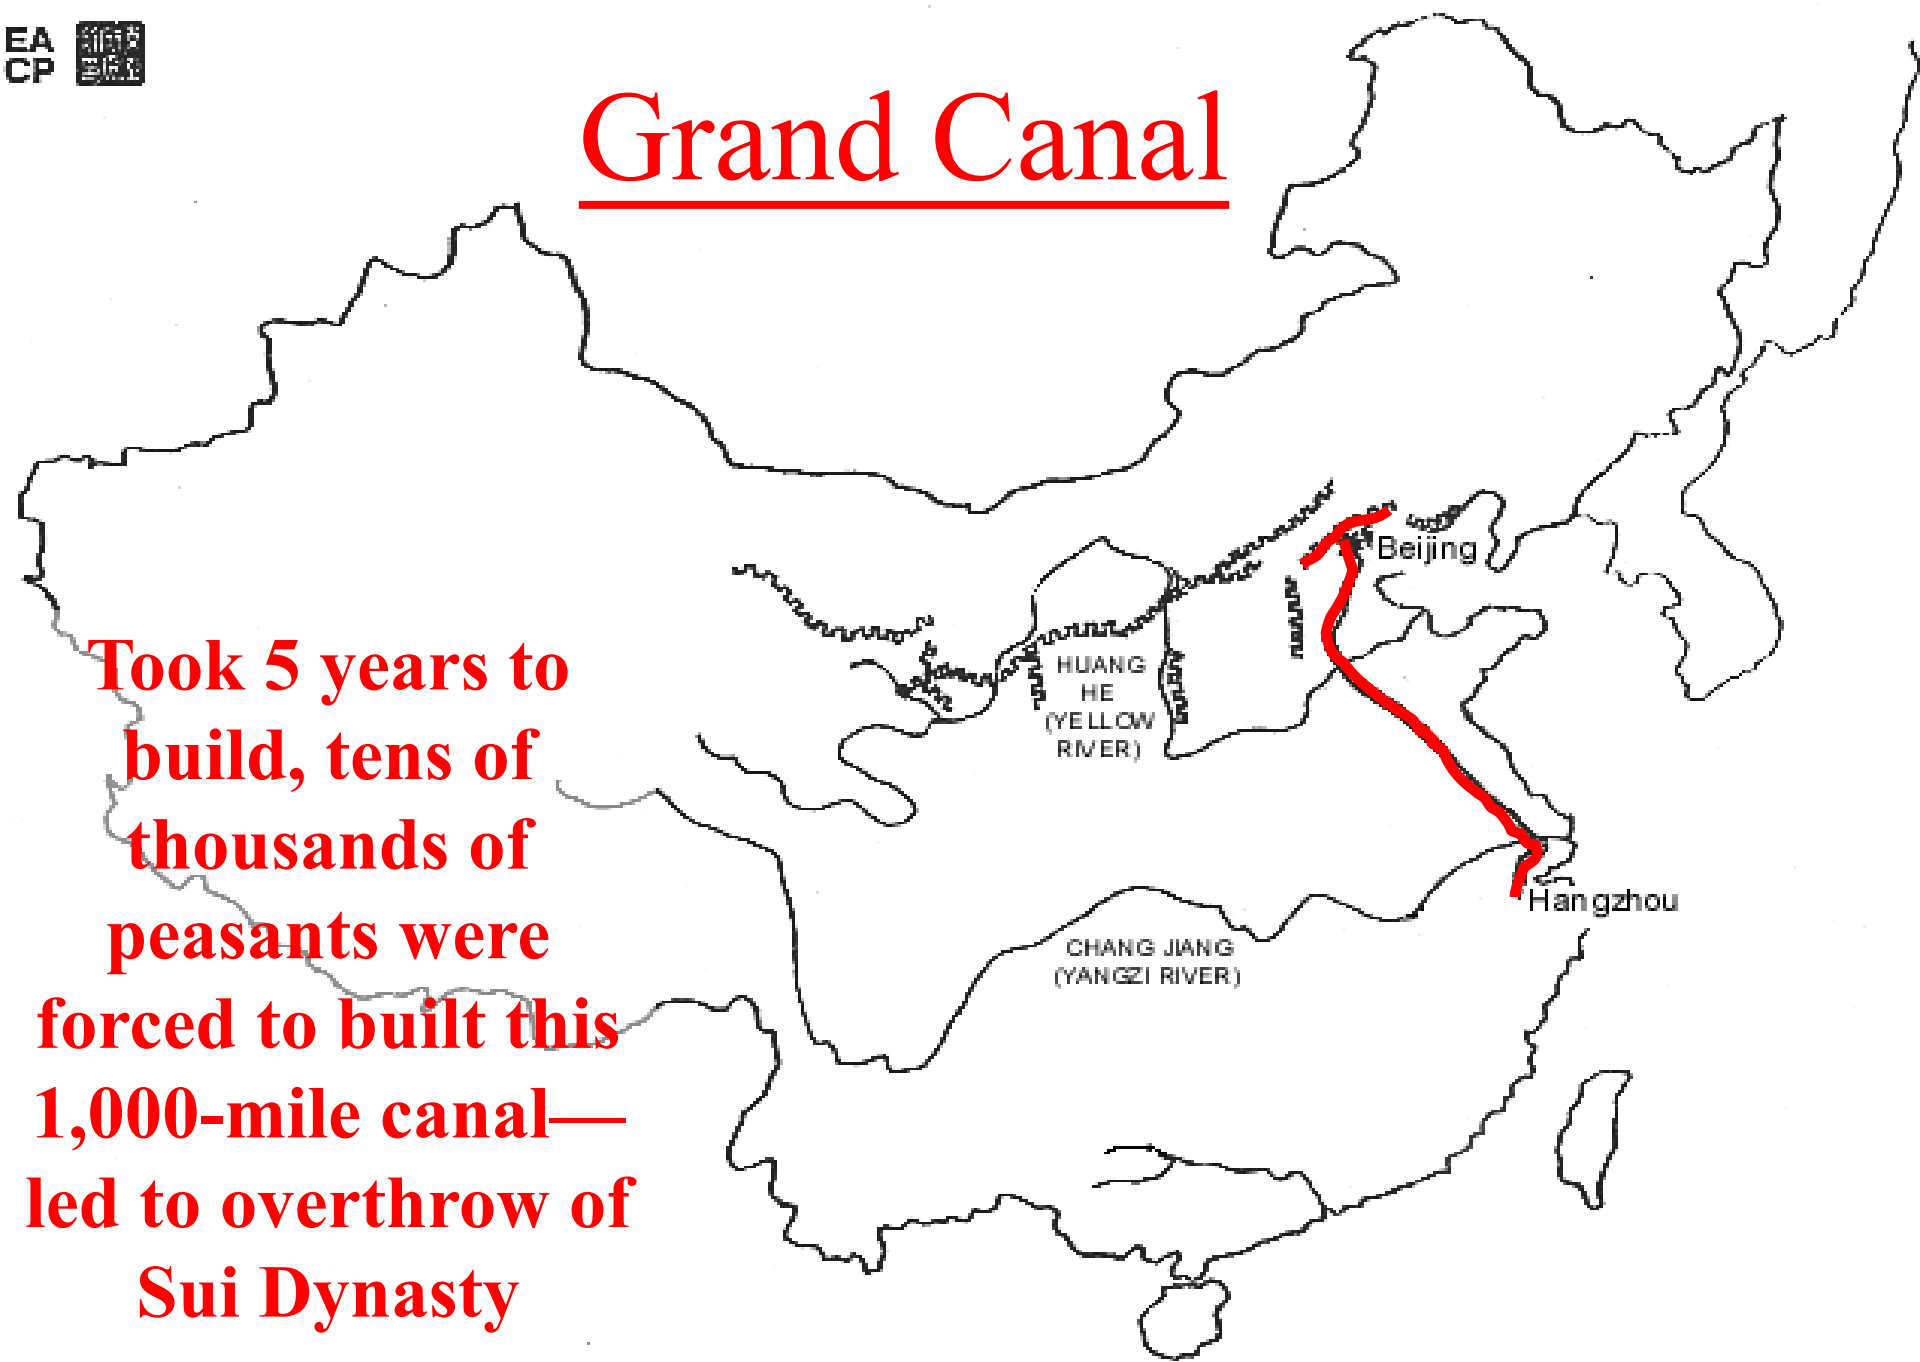 EA
CP
Grand Canal
Beijing
Took 5 years to
build, tens of
thousands of
peasants were
forced to built this
1,000-mile canal—
led to overthrow of
Sui Dynasty
HUANG
HE
(YELLOW
RIVER)
Hangzhou
CHANG JIANG
(YANGZI RIVER)